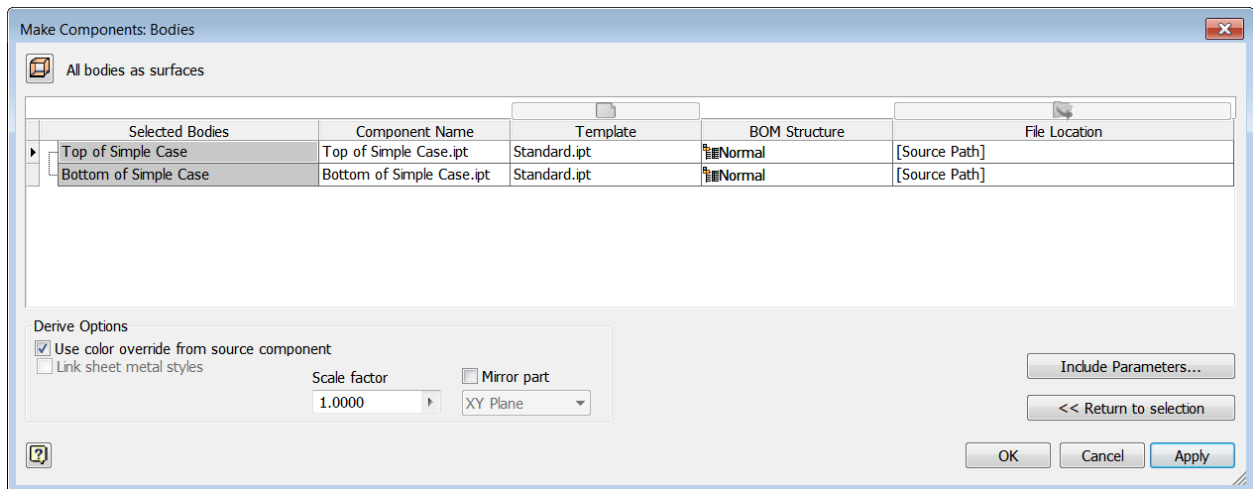 Make Components: Bodies
All bodies as surfaces
Selected Bodies Component Name Template BOM Structure File Location
Top of Simple Case Top of Simple Case.ipt Standard.ipt Normal [Source Path]
Bottom of Simple Case Bottom of Simple Case.ipt Standard.ipt Normal [Source Path]
Derive Options
Use color override from source component
Link sheet metal styles
Scale factor Mirror part
1.0000 XY Plane
Include Parameters...
<< Return to selection
OK Cancel Apply